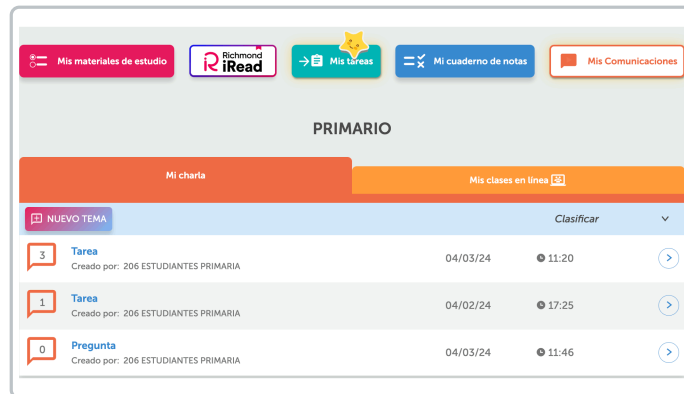 Mis materiales de estudio
Richmond
iRead
Mis tareas
Mi cuaderno de notas
Mis Comunicaciones
PRIMARIO
Mi charla
Mis clases en línea
NUEVO TEMA
Clasificar
3 Tarea 04/03/24 11:20
Creado por: 206 ESTUDIANTES PRIMARIA
1 Tarea 04/02/24 17:25
Creado por: 206 ESTUDIANTES PRIMARIA
0 Pregunta 04/03/24 11:46
Creado por: 206 ESTUDIANTES PRIMARIA